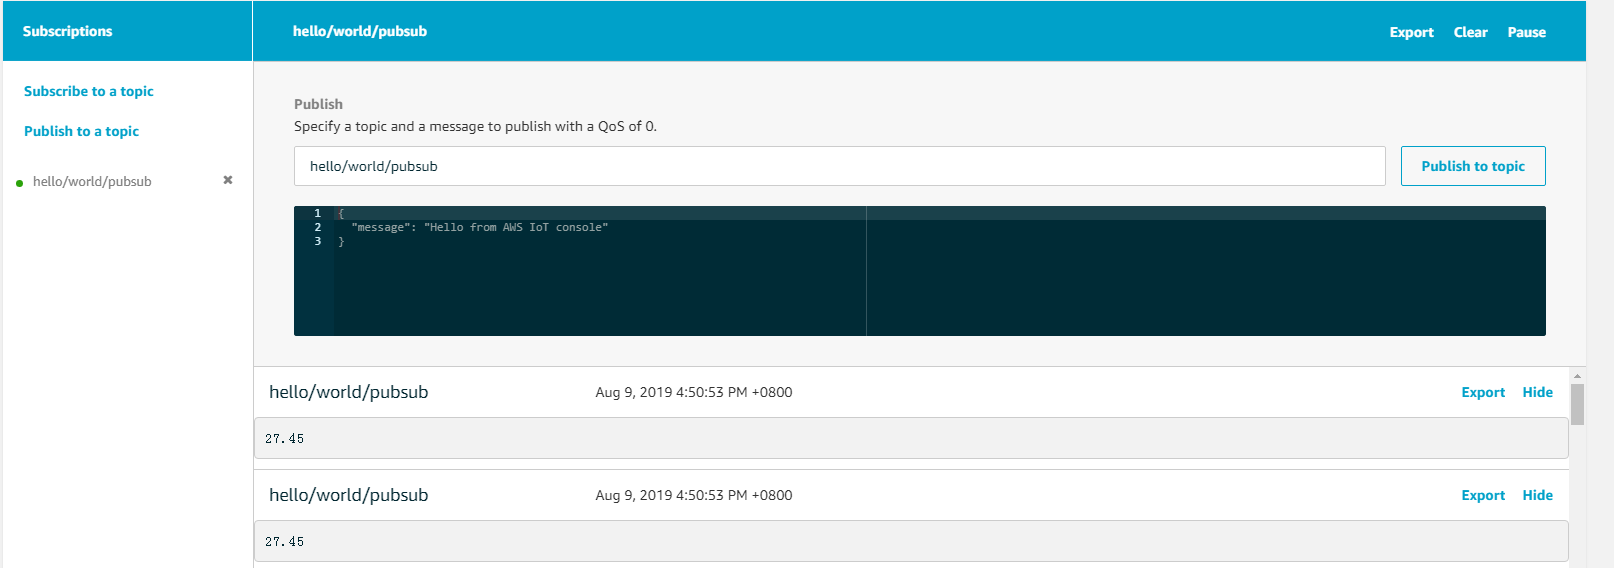 Subscriptions
hello/world/pubsub
Export Clear Pause
Subscribe to a topic
Publish to a topic
hello/world/pubsub
Publish
Specify a topic and a message to publish with a QoS of 0.
hello/world/pubsub
Publish to topic
1 {
2 "message": "Hello from AWS IoT console"
3 }
hello/world/pubsub Aug 9, 2019 4:50:53 PM +0800 Export Hide
27.45
hello/world/pubsub Aug 9, 2019 4:50:53 PM +0800 Export Hide
27.45